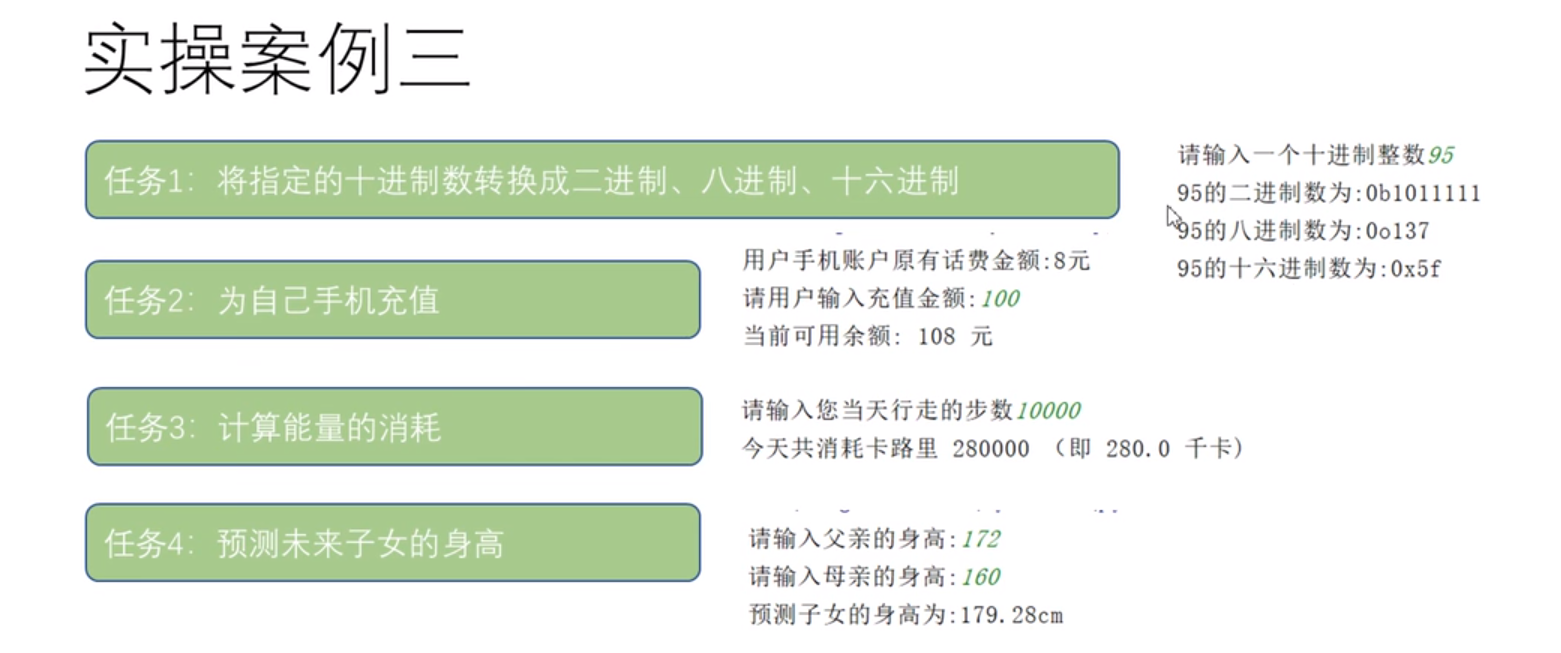 实操案例三
任务1：将指定的十进制数转换成二进制、八进制、十六进制
请输入一个十进制整数95
95的二进制数为:0b1011111
95的八进制数为:0o137
95的十六进制数为:0x5f
任务2：为自己手机充值
用户手机账户原有话费金额:8元
请用户输入充值金额:100
当前可用余额: 108 元
任务3：计算能量的消耗
请输入您当天行走的步数10000
今天共消耗卡路里 280000 （即 280.0 千卡）
任务4：预测未来子女的身高
请输入父亲的身高:172
请输入母亲的身高:160
预测子女的身高为:179.28cm